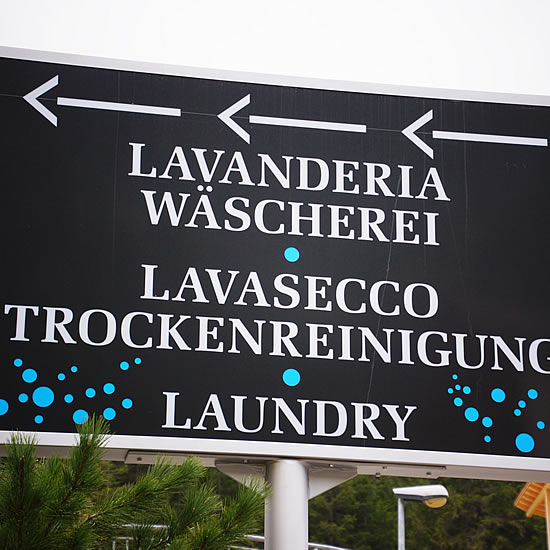 LAVANDERIA
WÄSCHEREI
LAVASECCO
TROCKENREINIGUNG
LAUNDRY